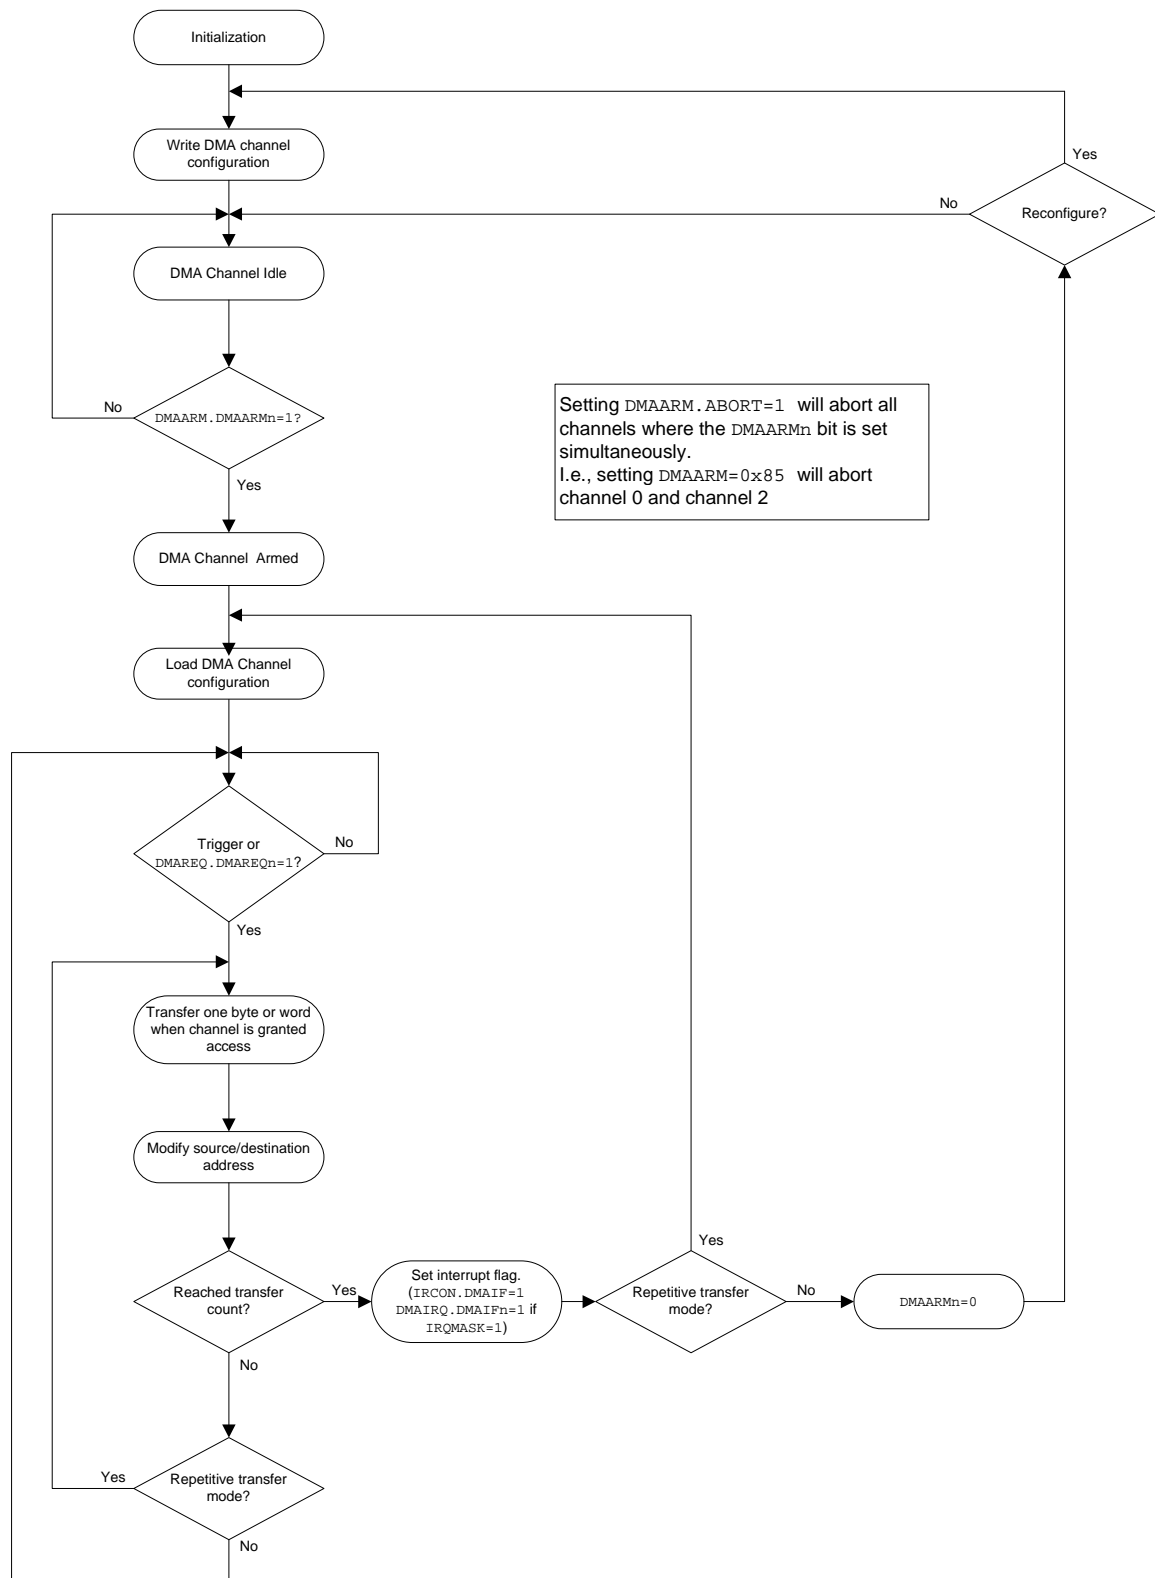 Initialization
Write DMA channel
configuration
Yes
No
Reconfigure?
DMA Channel Idle
No
DMAARM.DMAARMn=1?
Yes
Setting DMAARM.ABORT=1 will abort all
channels where the DMAARMn bit is set
simultaneously.
I.e., setting DMAARM=0x85 will abort
channel 0 and channel 2
DMA Channel Armed
Load DMA Channel
configuration
Trigger or
DMAREQ.DMAREQn=1?
No
Yes
Transfer one byte or word
when channel is granted
access
Modify source/destination
address
Reached transfer
count?
Yes
No
Set interrupt flag.
(IRCON.DMAIF=1
DMAIRQ.DMAIFn=1 if
IRQMASK=1)
Yes
Repetitive transfer
mode?
No
DMAARMn=0
Yes
Repetitive transfer
mode?
No